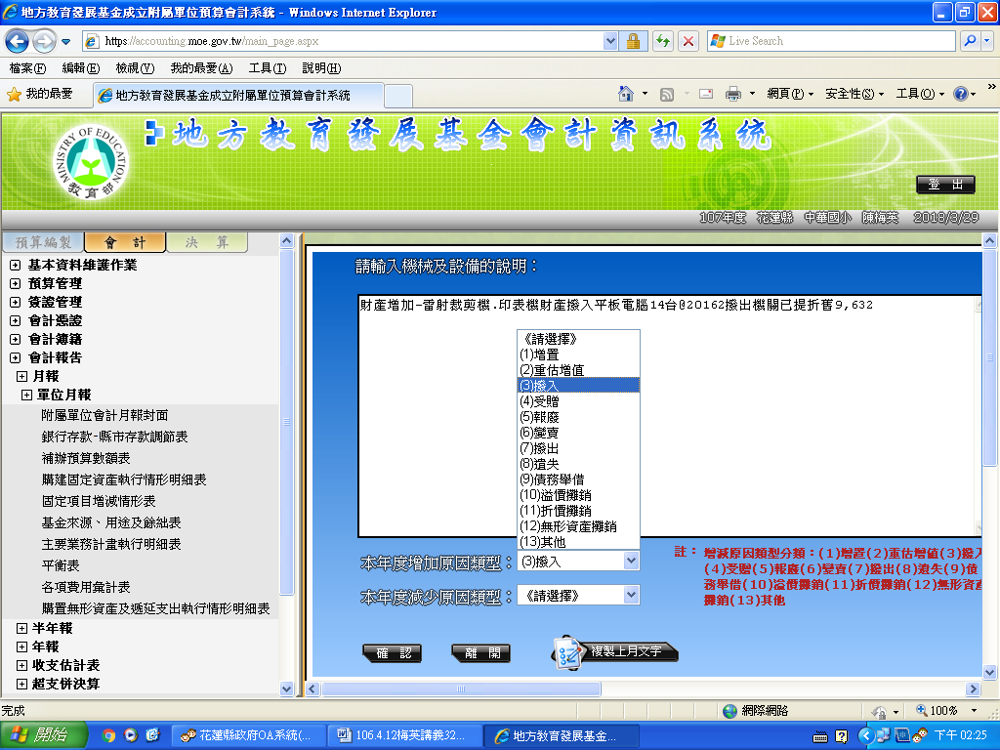 地方教育發展基金成立附屬單位預算會計系統 - Windows Internet Explorer
https://accounting.moe.gov.tw/main_page.aspx
Live Search
檔案(F) 編輯(E) 檢視(V) 我的最愛(A) 工具(T) 說明(H)
我的最愛 地方教育發展基金成立附屬單位預算會計系統 網頁(P) 安全性(S) 工具(O)
MINISTRY OF EDUCATION
教育部
地方教育發展基金會計資訊系統
登 出
107年度 花蓮縣 中華國小 陳梅英 2018/3/29
預算編製 會 計 決 算
基本資料維護作業
預算管理
簽證管理
會計憑證
會計簿籍
會計報告
月報
單位月報
附屬單位會計月報封面
銀行存款-縣市存款調節表
補辦預算數額表
購建固定資產執行情形明細表
固定項目增減情形表
基金來源、用途及餘絀表
主要業務計畫執行明細表
平衡表
各項費用彙計表
購置無形資產及遞延支出執行情形明細表
半年報
年報
收支估計表
超支併決算
請輸入機械及設備的說明：
財產增加-雷射裁剪機.印表機財產撥入平板電腦14台@20162撥出機關已提折舊9,632
《請選擇》
(1)增置
(2)重估增值
(3)撥入
(4)受贈
(5)報廢
(6)變賣
(7)撥出
(8)遺失
(9)債務舉借
(10)溢價攤銷
(11)折價攤銷
(12)無形資產攤銷
(13)其他
本年度增加原因類型： (3)撥入
本年度減少原因類型： 《請選擇》
註： 增減原因類型分類：(1)增置(2)重估增值(3)撥入
(4)受贈(5)報廢(6)變賣(7)撥出(8)遺失(9)債
務舉借(10)溢價攤銷(11)折價攤銷(12)無形資產
攤銷(13)其他
確 認 離 開 複製上月文字
完成 網際網路 100%
開始 花蓮縣政府OA系統(... 106.4.12梅英講義32... 地方教育發展基金... 下午 02:25